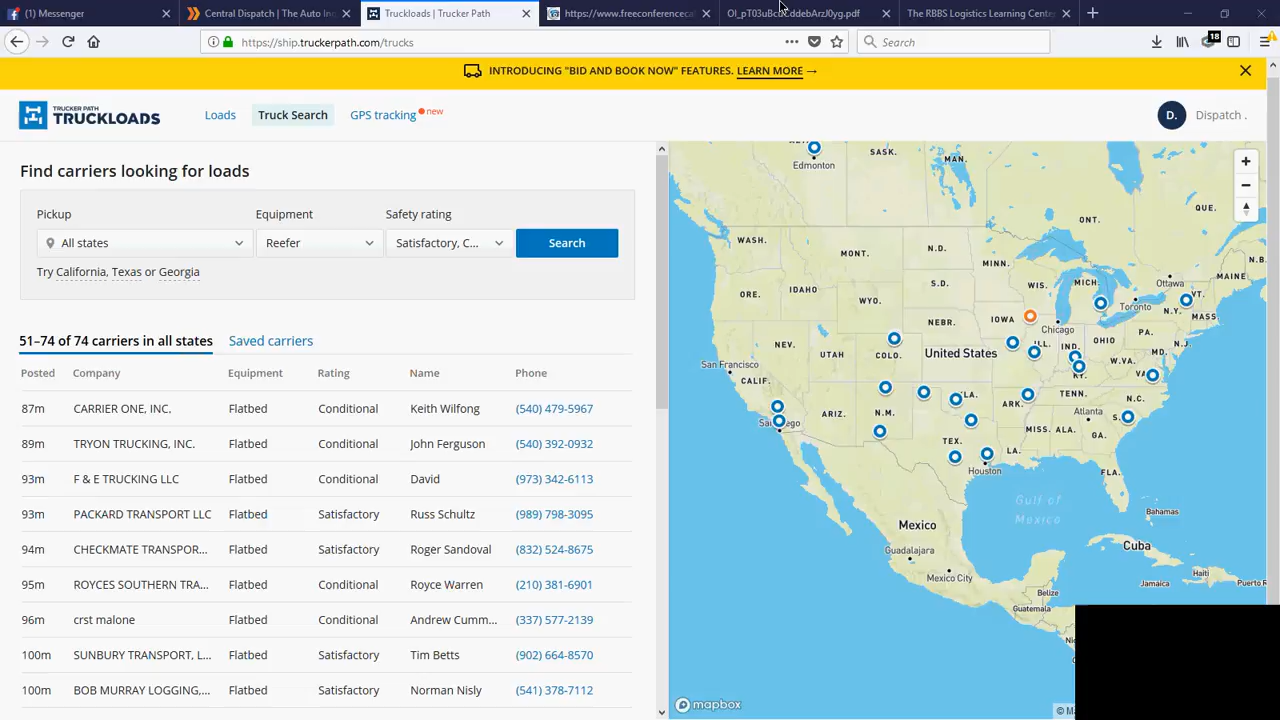 Messenger
Central Dispatch | The Auto In
Truckloads | Trucker Path
https://www.freeconferenceca
The RBBS Logistics Learning Cente
https://ship.truckerpath.com/trucks
Search
18
INTRODUCING "BID AND BOOK NOW" FEATURES. LEARN MORE →
TRUCKER PATH
TRUCKLOADS
Loads
Truck Search
GPS tracking new
D.
Dispatch .
Find carriers looking for loads
Pickup Equipment Safety rating
All states Reefer Satisfactory, C... Search
Try California, Texas or Georgia
51–74 of 74 carriers in all states Saved carriers
Posted Company Equipment Rating Name Phone
87m CARRIER ONE, INC. Flatbed Conditional Keith Wilfong (540) 479-5967
89m TRYON TRUCKING, INC. Flatbed Conditional John Ferguson (540) 392-0932
93m F & E TRUCKING LLC Flatbed Conditional David (973) 342-6113
93m PACKARD TRANSPORT LLC Flatbed Satisfactory Russ Schultz (989) 798-3095
94m CHECKMATE TRANSPOR... Flatbed Satisfactory Roger Sandoval (832) 524-8675
95m ROYCES SOUTHERN TRA... Flatbed Conditional Royce Warren (210) 381-6901
96m crst malone Flatbed Conditional Andrew Cumm... (337) 577-2139
100m SUNBURY TRANSPORT, L... Flatbed Satisfactory Tim Betts (902) 664-8570
100m BOB MURRAY LOGGING,... Flatbed Satisfactory Norman Nisly (541) 378-7112
Edmonton
SASK.
MAN.
ONT.
QUE.
WASH.
MONT.
N.D.
MINN.
N.B.
MAINE
Ottawa
ORE.
IDAHO
WYO.
S.D.
WIS.
MICH.
Toronto
VT.
N.Y.
MASS
NEBR.
IOWA
Chicago
PA.
N.J.
NEV.
UTAH
COLO.
United States
ILL.
IND.
OHIO
MD.
W.V.A.
San Francisco
CALIF.
KY.
VA.
ARIZ.
N.M.
ARK.
TENN.
N.C.
Atlanta
MISS.
ALA.
GA.
TEX.
LA.
Houston
FLA.
Gulf of
Mexico
Bahamas
Mexico
Guadalajara
Mexico City
Cuba
Haiti
Puerto R
Jamaica
Belize
Guatemala
mapbox